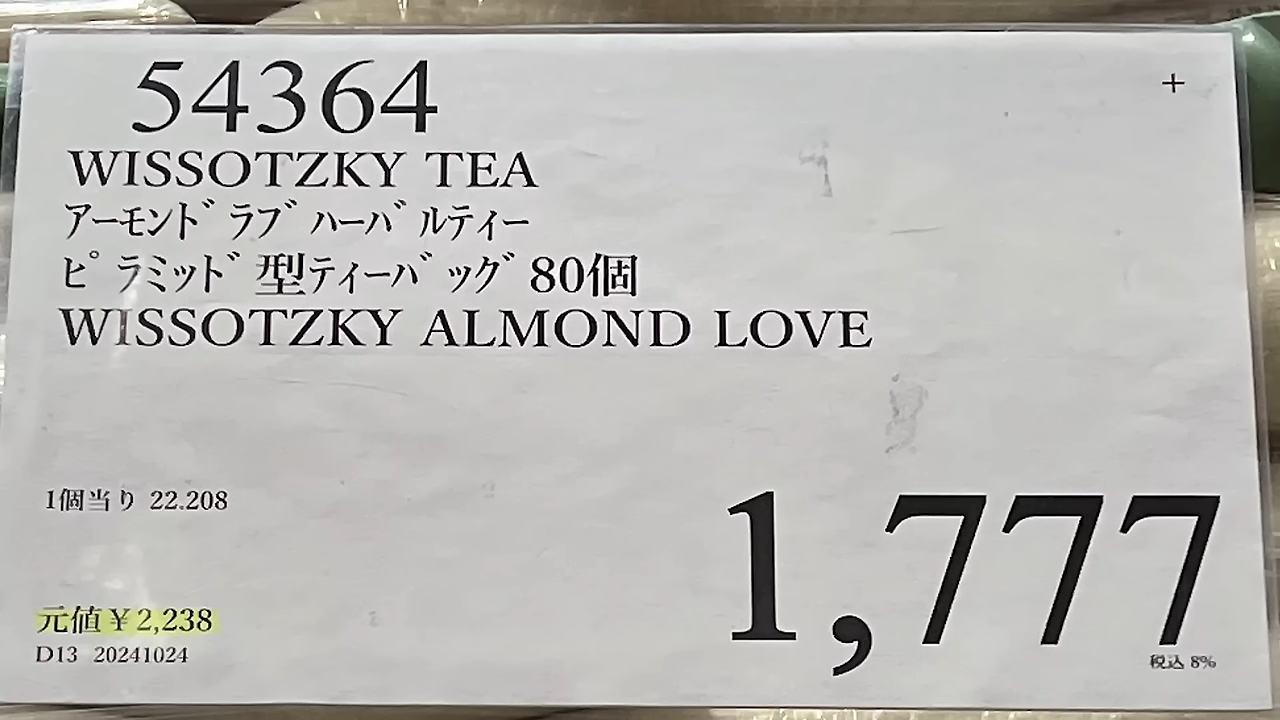 54364
+
WISSOTZKY TEA
アーモンドﾞ ラブﾞ ハーバﾞ ルティー
ピﾟ ラミッドﾞ 型ティーバﾞ ッグﾞ 80個
WISSOTZKY ALMOND LOVE
1個当り 22.208
1,777
元値￥2,238
D13 20241024
税込 8%